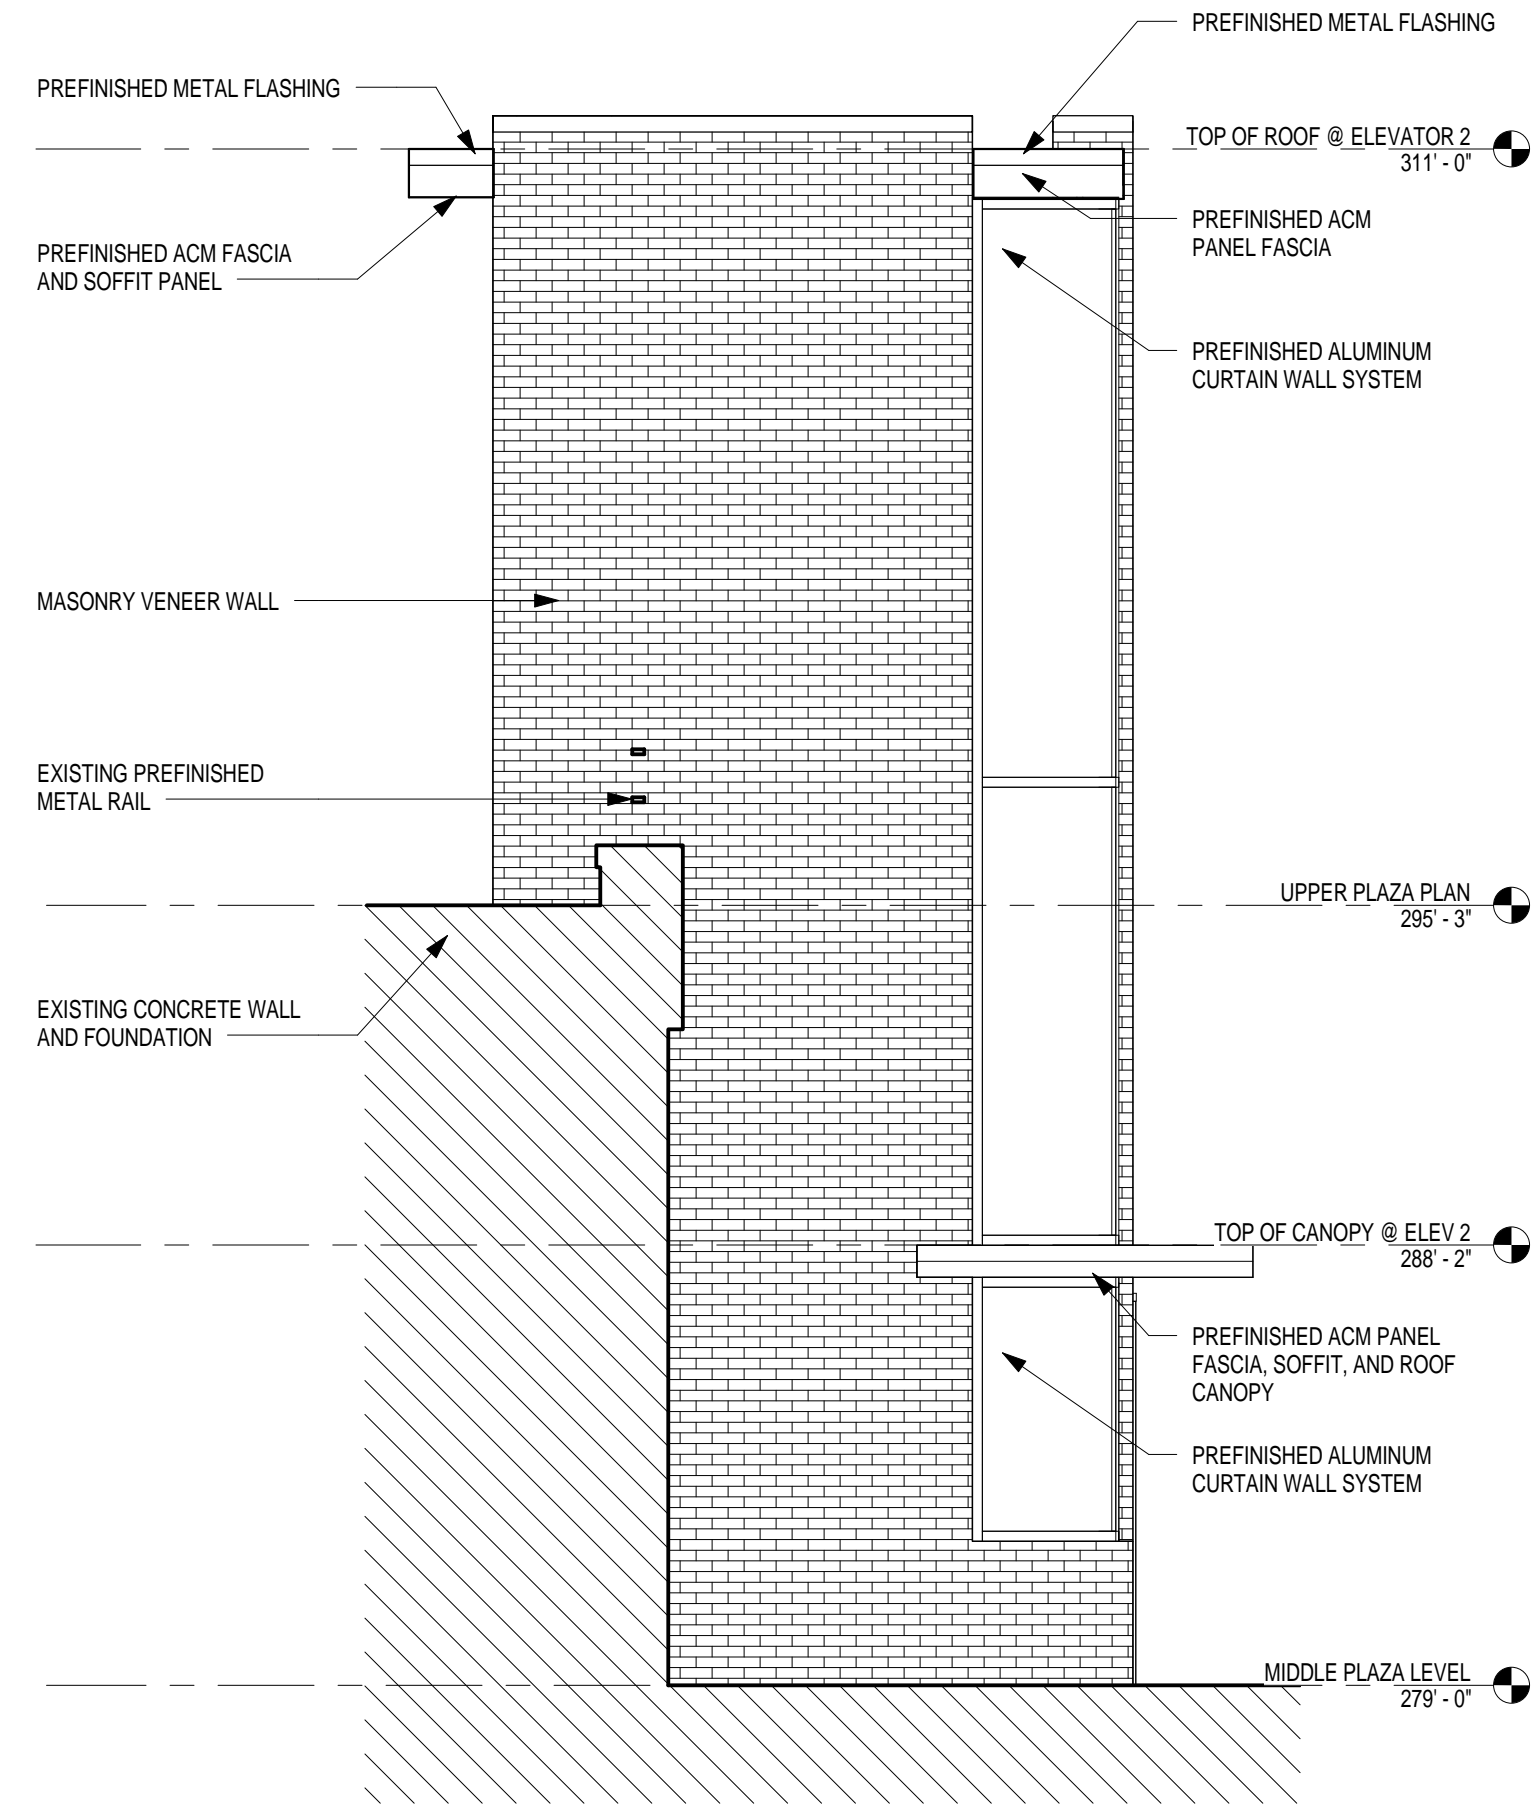 PREFINISHED METAL FLASHING
PREFINISHED METAL FLASHING
TOP OF ROOF @ ELEVATOR 2
311' - 0"
PREFINISHED ACM
PANEL FASCIA
PREFINISHED ACM FASCIA
AND SOFFIT PANEL
PREFINISHED ALUMINUM
CURTAIN WALL SYSTEM
MASONRY VENEER WALL
EXISTING PREFINISHED
METAL RAIL
UPPER PLAZA PLAN
295' - 3"
EXISTING CONCRETE WALL
AND FOUNDATION
TOP OF CANOPY @ ELEV 2
288' - 2"
PREFINISHED ACM PANEL
FASCIA, SOFFIT, AND ROOF
CANOPY
PREFINISHED ALUMINUM
CURTAIN WALL SYSTEM
MIDDLE PLAZA LEVEL
279' - 0"